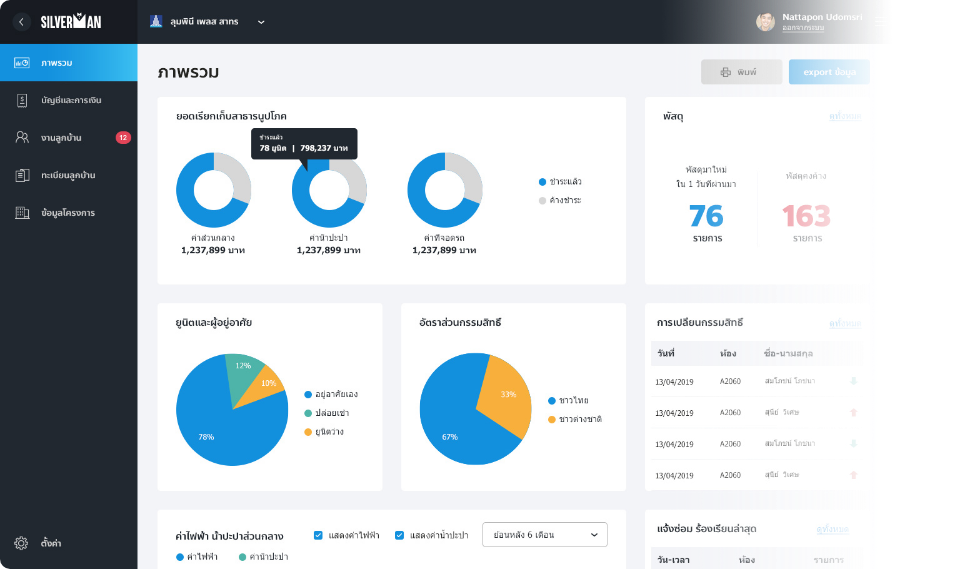 SILVERMAN
ลุมพินี เพลส สาทร
Nattapon Udomsri
ออกจากระบบ
ภาพรวม
บัญชีและการเงิน
งานลูกบ้าน
12
ทะเบียนลูกบ้าน
ข้อมูลโครงการ
ตั้งค่า
ภาพรวม
พิมพ์
export ข้อมูล
ยอดเรียกเก็บสาธารนูปโภค
ชำระแล้ว
78 ยูนิต | 798,237 บาท
ค่าส่วนกลาง
1,237,899 บาท
ค่าน้ำปะปา
1,237,899 บาท
ค่าที่จอดรถ
1,237,899 บาท
ชำระแล้ว
ค้างชำระ
พัสดุ
ดูทั้งหมด
พัสดุมาใหม่
ใน 1 วันที่ผ่านมา
76
รายการ
พัสดุคงค้าง
163
รายการ
ยูนิตและผู้อยู่อาศัย
12%
10%
78%
อยู่อาศัยเอง
ปล่อยเช่า
ยูนิตว่าง
อัตราส่วนกรรมสิทธิ์
33%
67%
ชาวไทย
ชาวต่างชาติ
การเปลี่ยนกรรมสิทธิ์
ดูทั้งหมด
วันที่ ห้อง ชื่อ-นามสกุล
13/04/2019 A2060 สมโภชน์ โภชนา
13/04/2019 A2060 สุนีย์ วิเศษ
13/04/2019 A2060 สมโภชน์ โภชนา
13/04/2019 A2060 สุนีย์ วิเศษ
ค่าไฟฟ้า น้ำปะปาส่วนกลาง
แสดงค่าไฟฟ้า
แสดงค่าน้ำปะปา
ย้อนหลัง 6 เดือน
ค่าไฟฟ้า
ค่าน้ำปะปา
แจ้งซ่อม ร้องเรียนล่าสุด
ดูทั้งหมด
วัน-เวลา ห้อง รายการ